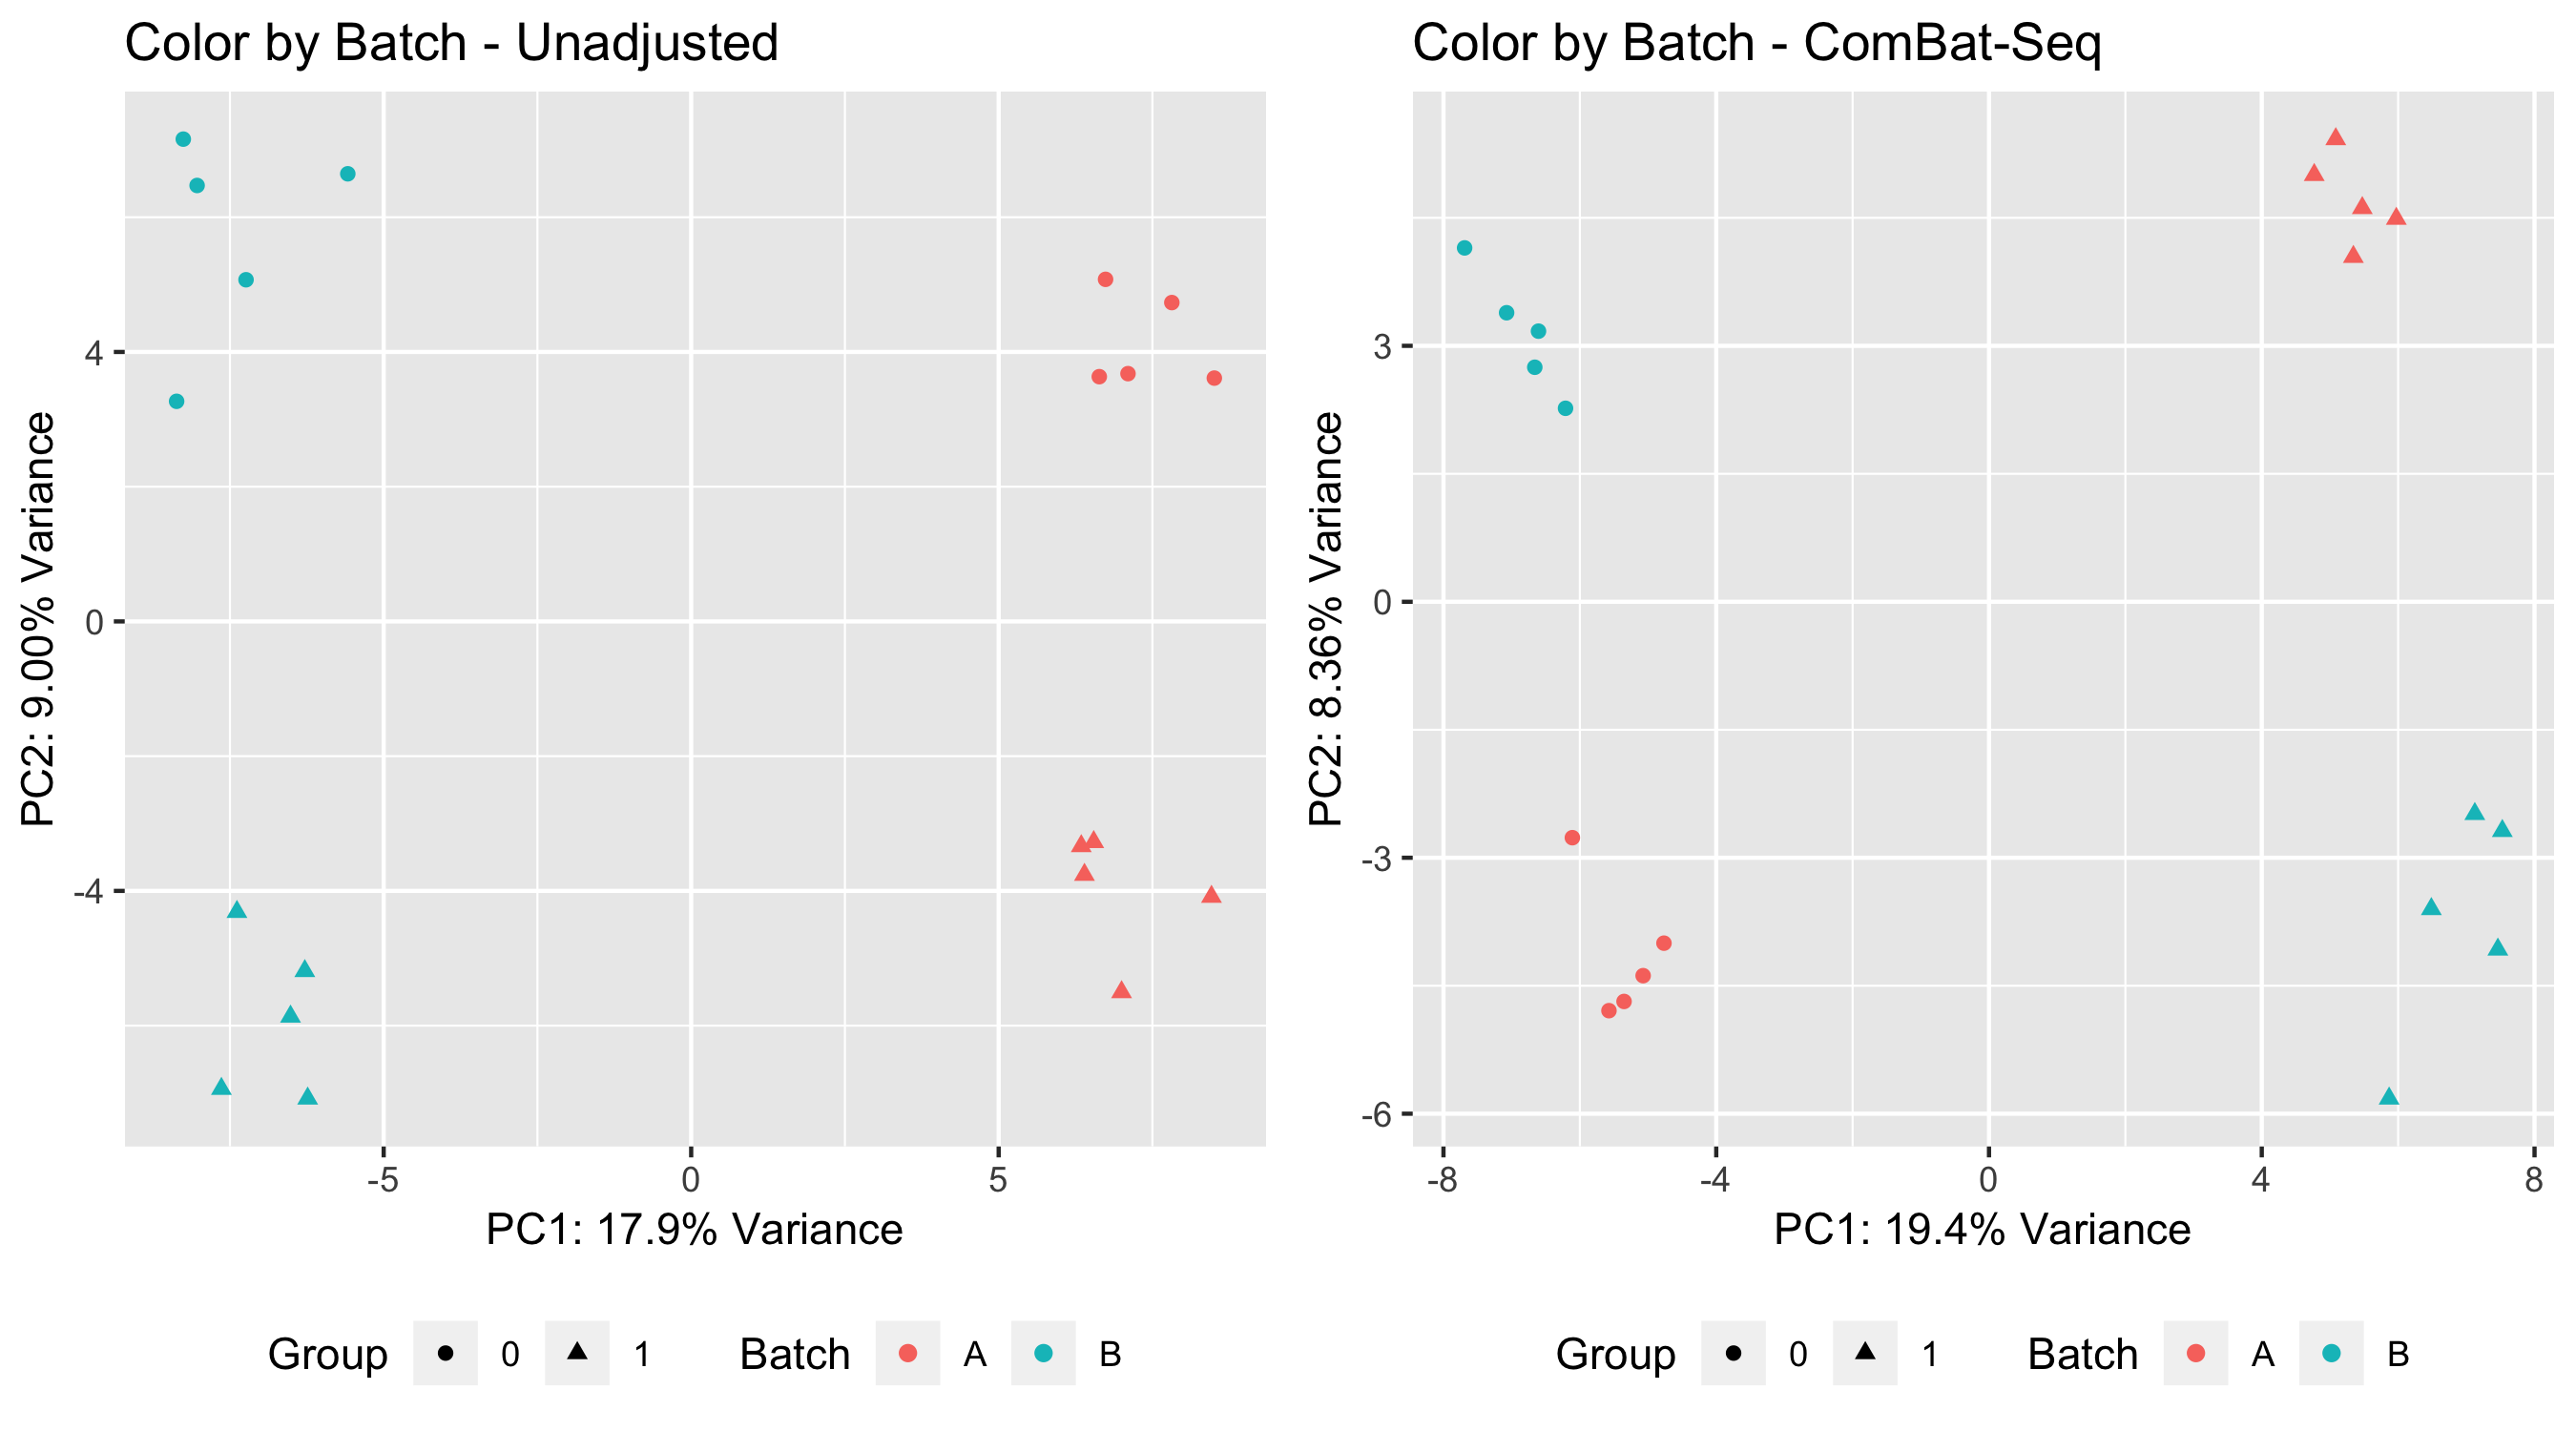 Color by Batch - Unadjusted
PC2: 9.00% Variance
4
0
-4
-5 0 5
PC1: 17.9% Variance
Group 0 1 Batch A B
Color by Batch - ComBat-Seq
PC2: 8.36% Variance
3
0
-3
-6
-8 -4 0 4 8
PC1: 19.4% Variance
Group 0 1 Batch A B